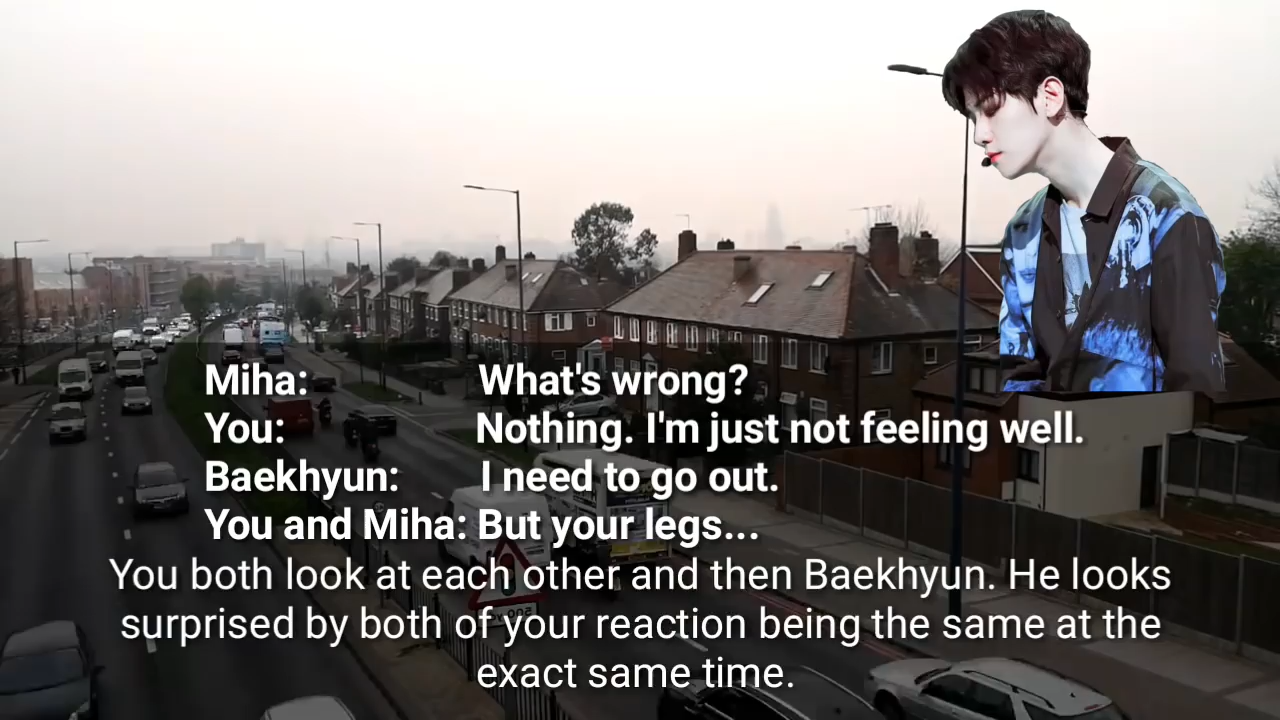 Miha: What's wrong?
You: Nothing. I'm just not feeling well.
Baekhyun: I need to go out.
You and Miha: But your legs...
You both look at each other and then Baekhyun. He looks
surprised by both of your reaction being the same at the
exact same time.